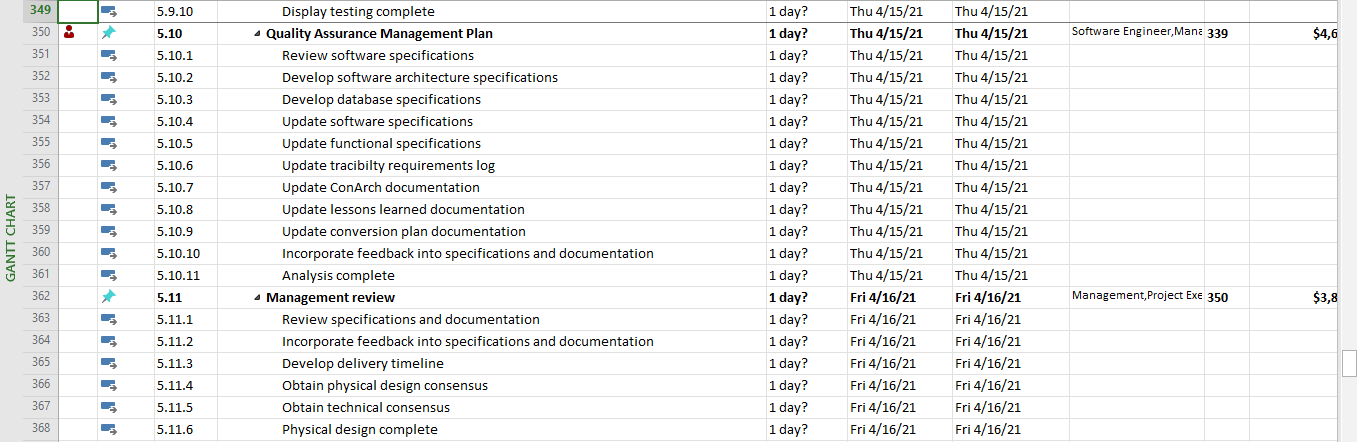 GANTT CHART
349 5.9.10 Display testing complete 1 day? Thu 4/15/21 Thu 4/15/21
350 5.10 Quality Assurance Management Plan 1 day? Thu 4/15/21 Thu 4/15/21 Software Engineer,Mana 339 $4,6
351 5.10.1 Review software specifications 1 day? Thu 4/15/21 Thu 4/15/21
352 5.10.2 Develop software architecture specifications 1 day? Thu 4/15/21 Thu 4/15/21
353 5.10.3 Develop database specifications 1 day? Thu 4/15/21 Thu 4/15/21
354 5.10.4 Update software specifications 1 day? Thu 4/15/21 Thu 4/15/21
355 5.10.5 Update functional specifications 1 day? Thu 4/15/21 Thu 4/15/21
356 5.10.6 Update tracibilty requirements log 1 day? Thu 4/15/21 Thu 4/15/21
357 5.10.7 Update ConArch documentation 1 day? Thu 4/15/21 Thu 4/15/21
358 5.10.8 Update lessons learned documentation 1 day? Thu 4/15/21 Thu 4/15/21
359 5.10.9 Update conversion plan documentation 1 day? Thu 4/15/21 Thu 4/15/21
360 5.10.10 Incorporate feedback into specifications and documentation 1 day? Thu 4/15/21 Thu 4/15/21
361 5.10.11 Analysis complete 1 day? Thu 4/15/21 Thu 4/15/21
362 5.11 Management review 1 day? Fri 4/16/21 Fri 4/16/21 Management,Project Exe 350 $3,8
363 5.11.1 Review specifications and documentation 1 day? Fri 4/16/21 Fri 4/16/21
364 5.11.2 Incorporate feedback into specifications and documentation 1 day? Fri 4/16/21 Fri 4/16/21
365 5.11.3 Develop delivery timeline 1 day? Fri 4/16/21 Fri 4/16/21
366 5.11.4 Obtain physical design consensus 1 day? Fri 4/16/21 Fri 4/16/21
367 5.11.5 Obtain technical consensus 1 day? Fri 4/16/21 Fri 4/16/21
368 5.11.6 Physical design complete 1 day? Fri 4/16/21 Fri 4/16/21